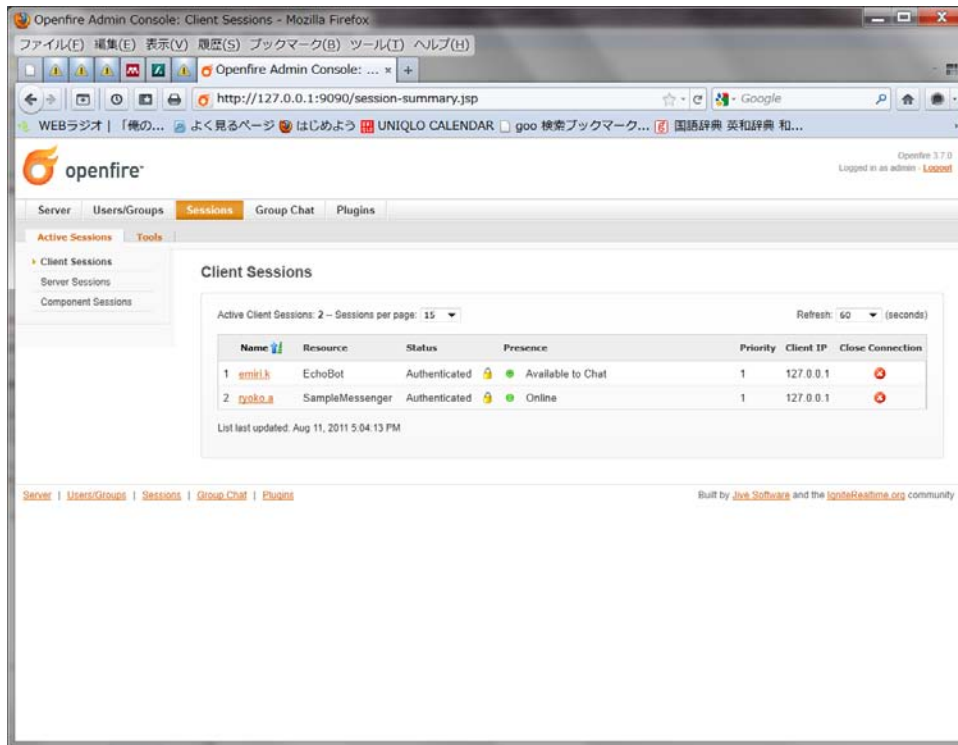 Openfire Admin Console: Client Sessions - Mozilla Firefox
ファイル(F) 編集(E) 表示(V) 履歴(S) ブックマーク(B) ツール(T) ヘルプ(H)
Openfire Admin Console: ... × +
http://127.0.0.1:9090/session-summary.jsp Google
WEBラジオ | 「俺の... よく見るページ はじめよう UNIQLO CALENDAR goo 検索ブックマーク... 国語辞典 英和辞典 和...
openfire
Openfire 3.7.0
Logged in as admin - Logout
Server Users/Groups Sessions Group Chat Plugins
Active Sessions Tools
Client Sessions
Server Sessions
Component Sessions
Client Sessions
Active Client Sessions: 2 -- Sessions per page: 15 Refresh: 60 (seconds)
Name Resource Status Presence Priority Client IP Close Connection
1 emiri.k EchoBot Authenticated Available to Chat 1 127.0.0.1
2 ryoko.a SampleMessenger Authenticated Online 1 127.0.0.1
List last updated: Aug 11, 2011 5:04:13 PM
Server | Users/Groups | Sessions | Group Chat | Plugins Built by Jive Software and the IgniteRealtime.org community